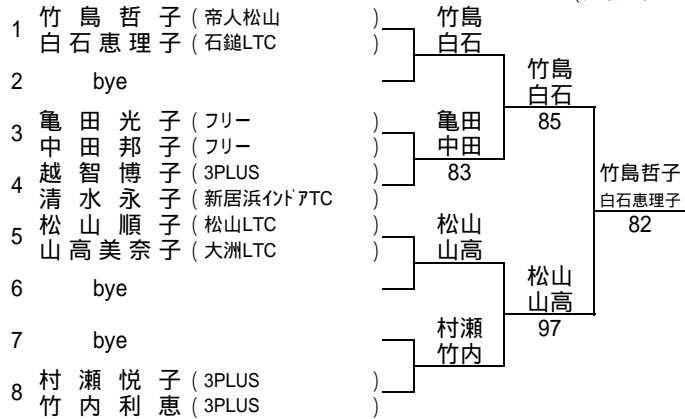 1 竹島哲子 (帝人松山 )
白石恵理子 (石鎚LTC )
2 bye
3 亀田光子 (フリー )
中田邦子 (フリー )
4 越智博子 (3PLUS )
清水永子 (新居浜インドアTC )
5 松山順子 (松山LTC )
山高美奈子 (大洲LTC )
6 bye
7 bye
8 村瀬悦子 (3PLUS )
竹内利恵 (3PLUS )
竹島
白石
亀田
中田
83
松山
山高
村瀬
竹内
竹島
白石
85
松山
山高
97
竹島哲子
白石恵理子
82